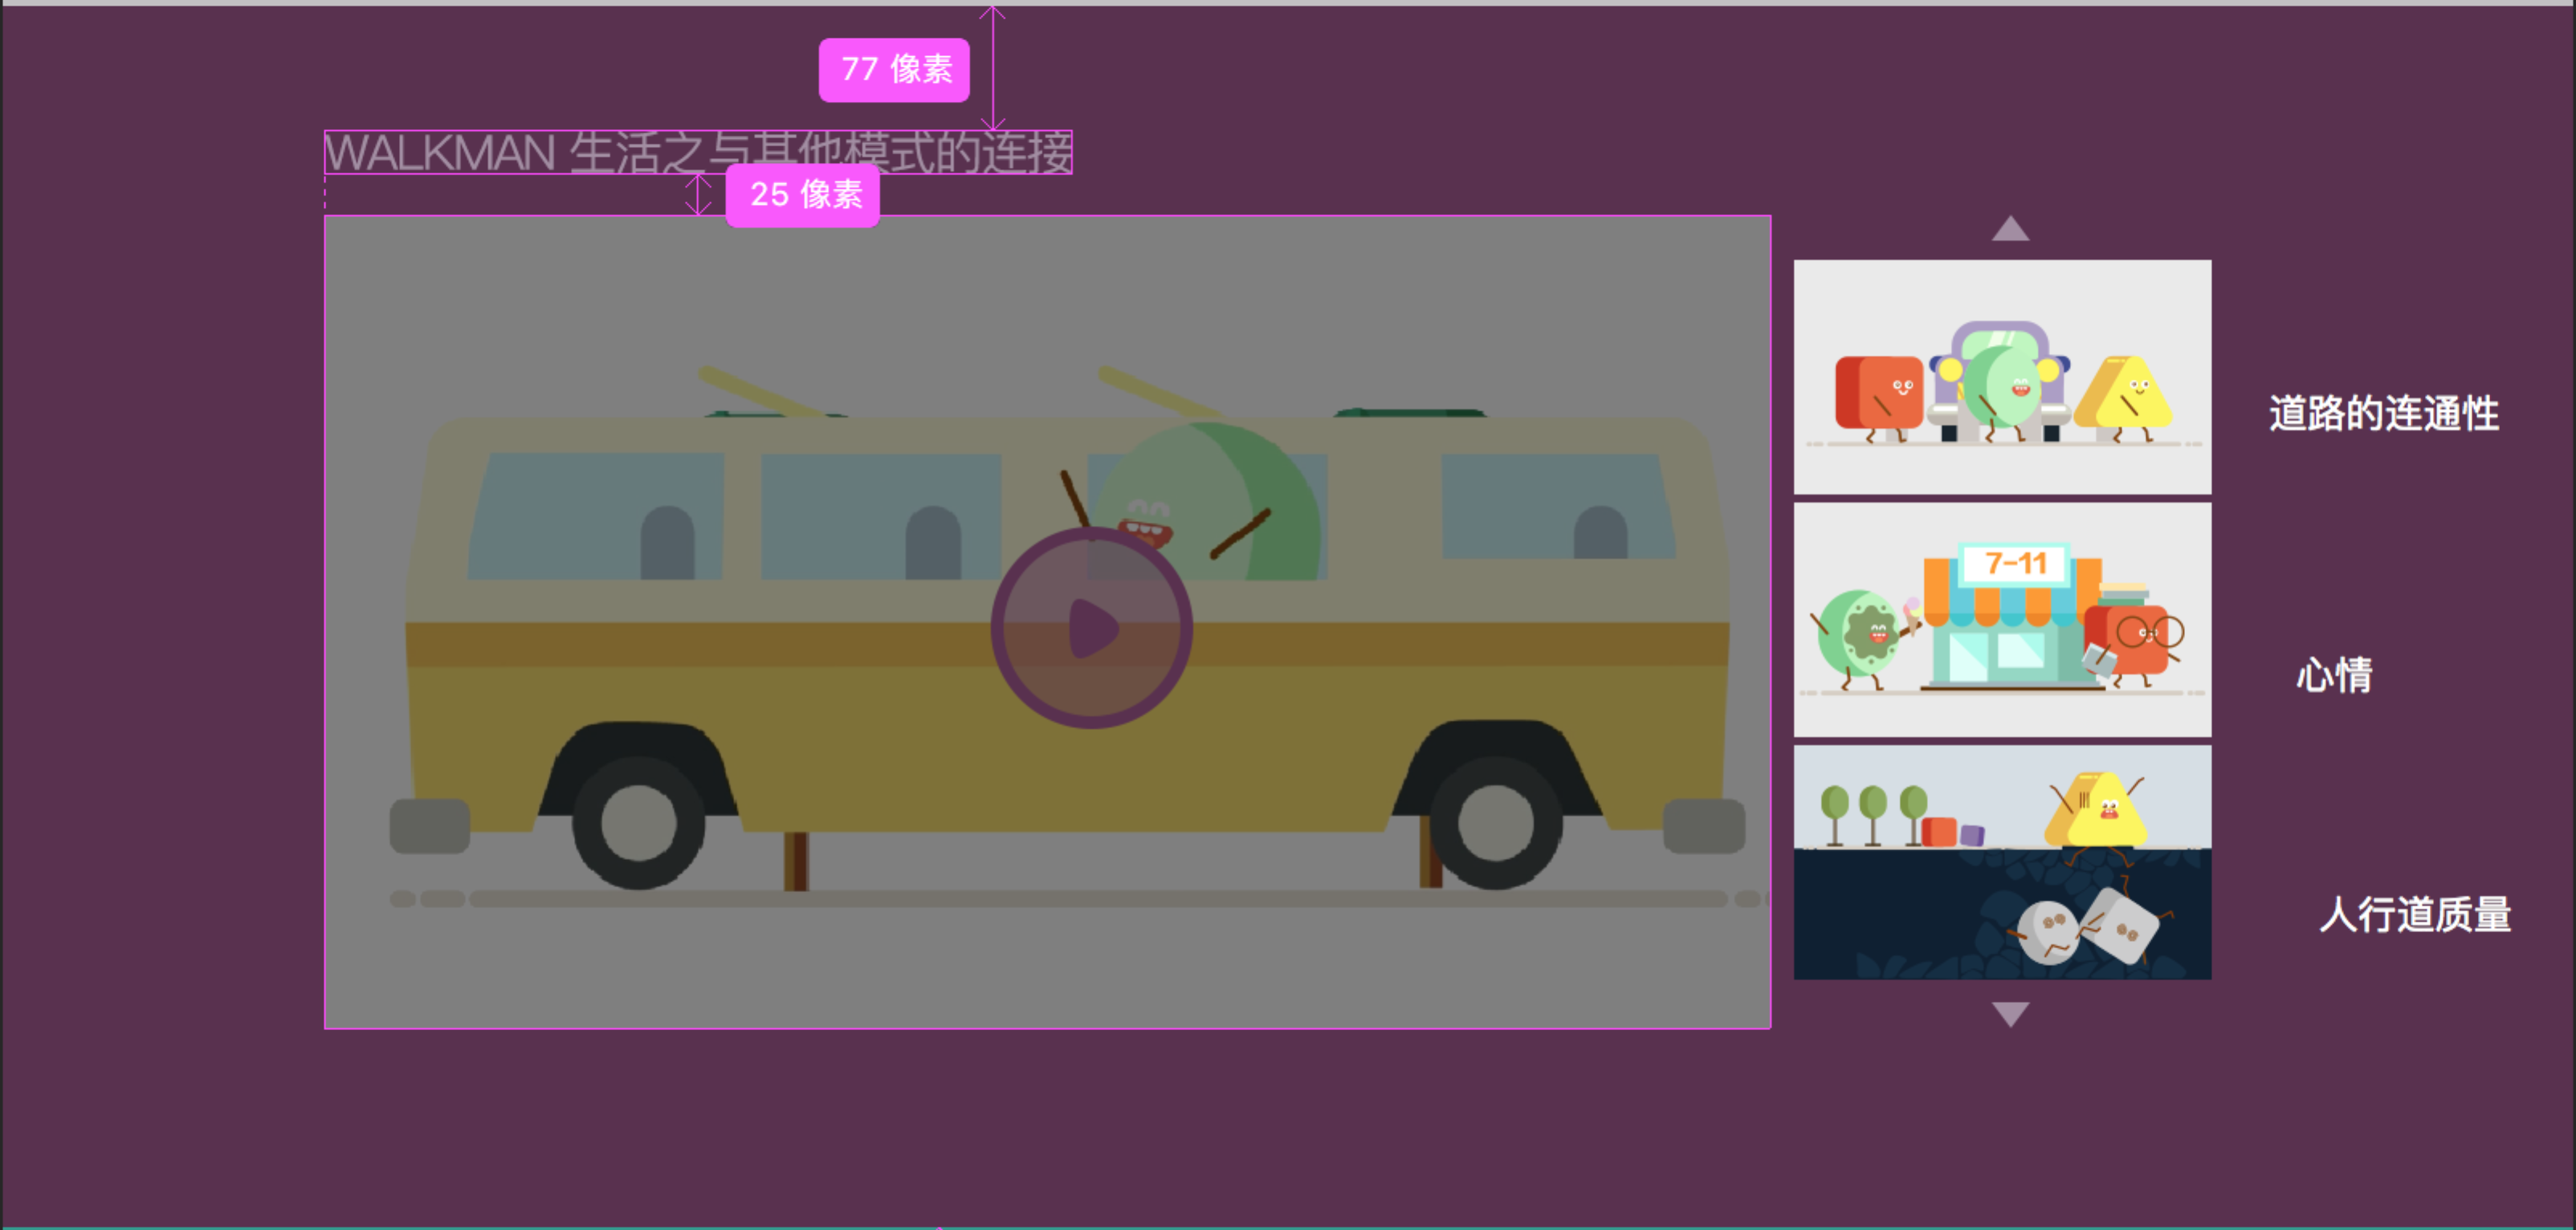 77 像素
WALKMAN 生活之与其他模式的连接
25 像素
道路的连通性
7-11
心情
人行道质量